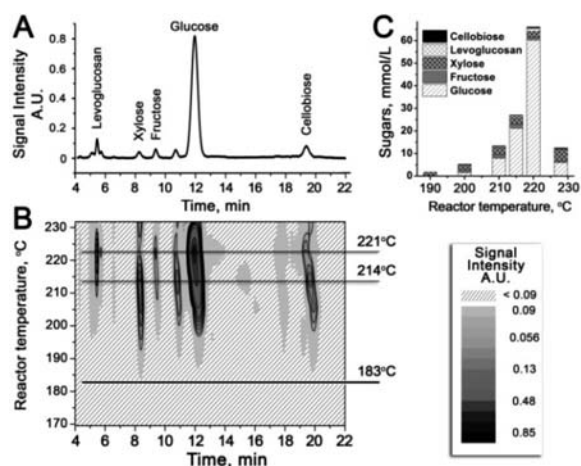 A
Signal Intensity
A.U.
0.8
0.6
0.4
0.2
0
Levoglucosan
Xylose
Fructose
Glucose
Cellobiose
4 6 8 10 12 14 16 18 20 22
Time, min
B
Reactor temperature, °C
230
220
210
200
190
180
170
221°C
214°C
183°C
4 6 8 10 12 14 16 18 20 22
Time, min
C
Sugars, mmol/L
60
50
40
30
20
10
0
Cellobiose
Levoglucosan
Xylose
Fructose
Glucose
190 200 210 220 230
Reactor temperature, °C
Signal
Intensity
A.U.
< 0.09
0.09
0.056
0.13
0.48
0.85